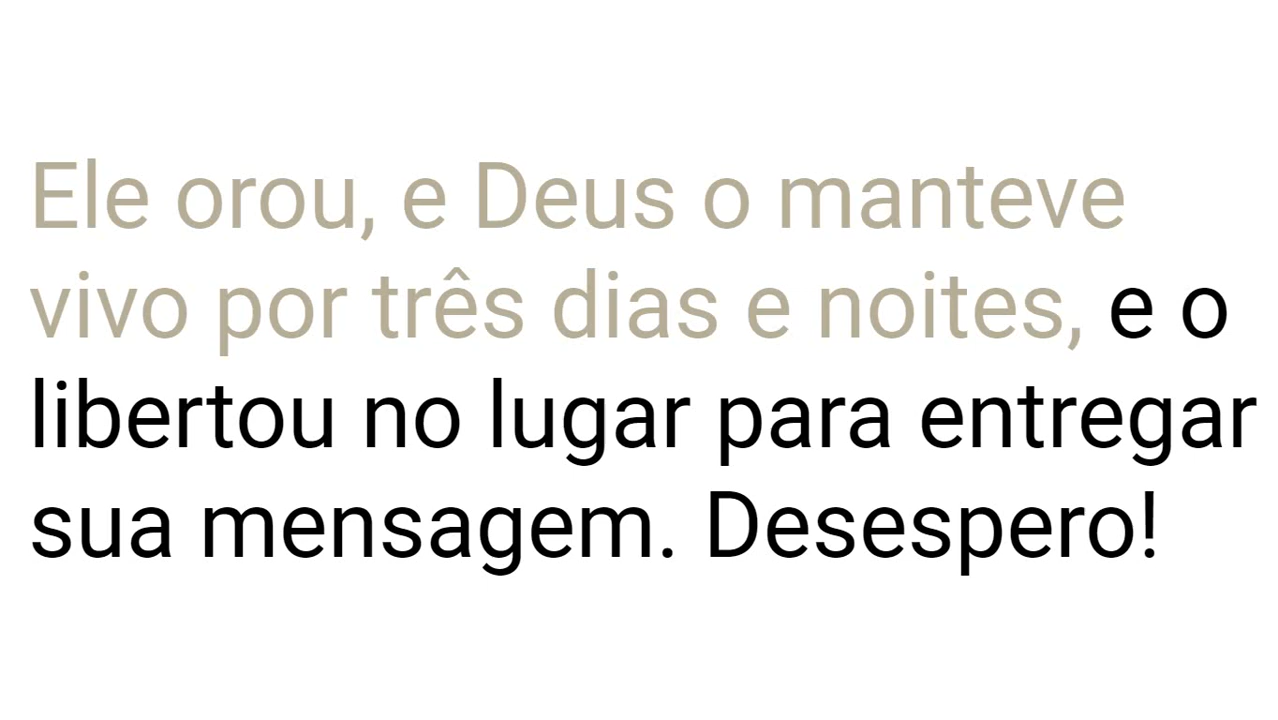 Ele orou, e Deus o manteve
vivo por três dias e noites, e o
libertou no lugar para entregar
sua mensagem. Desespero!